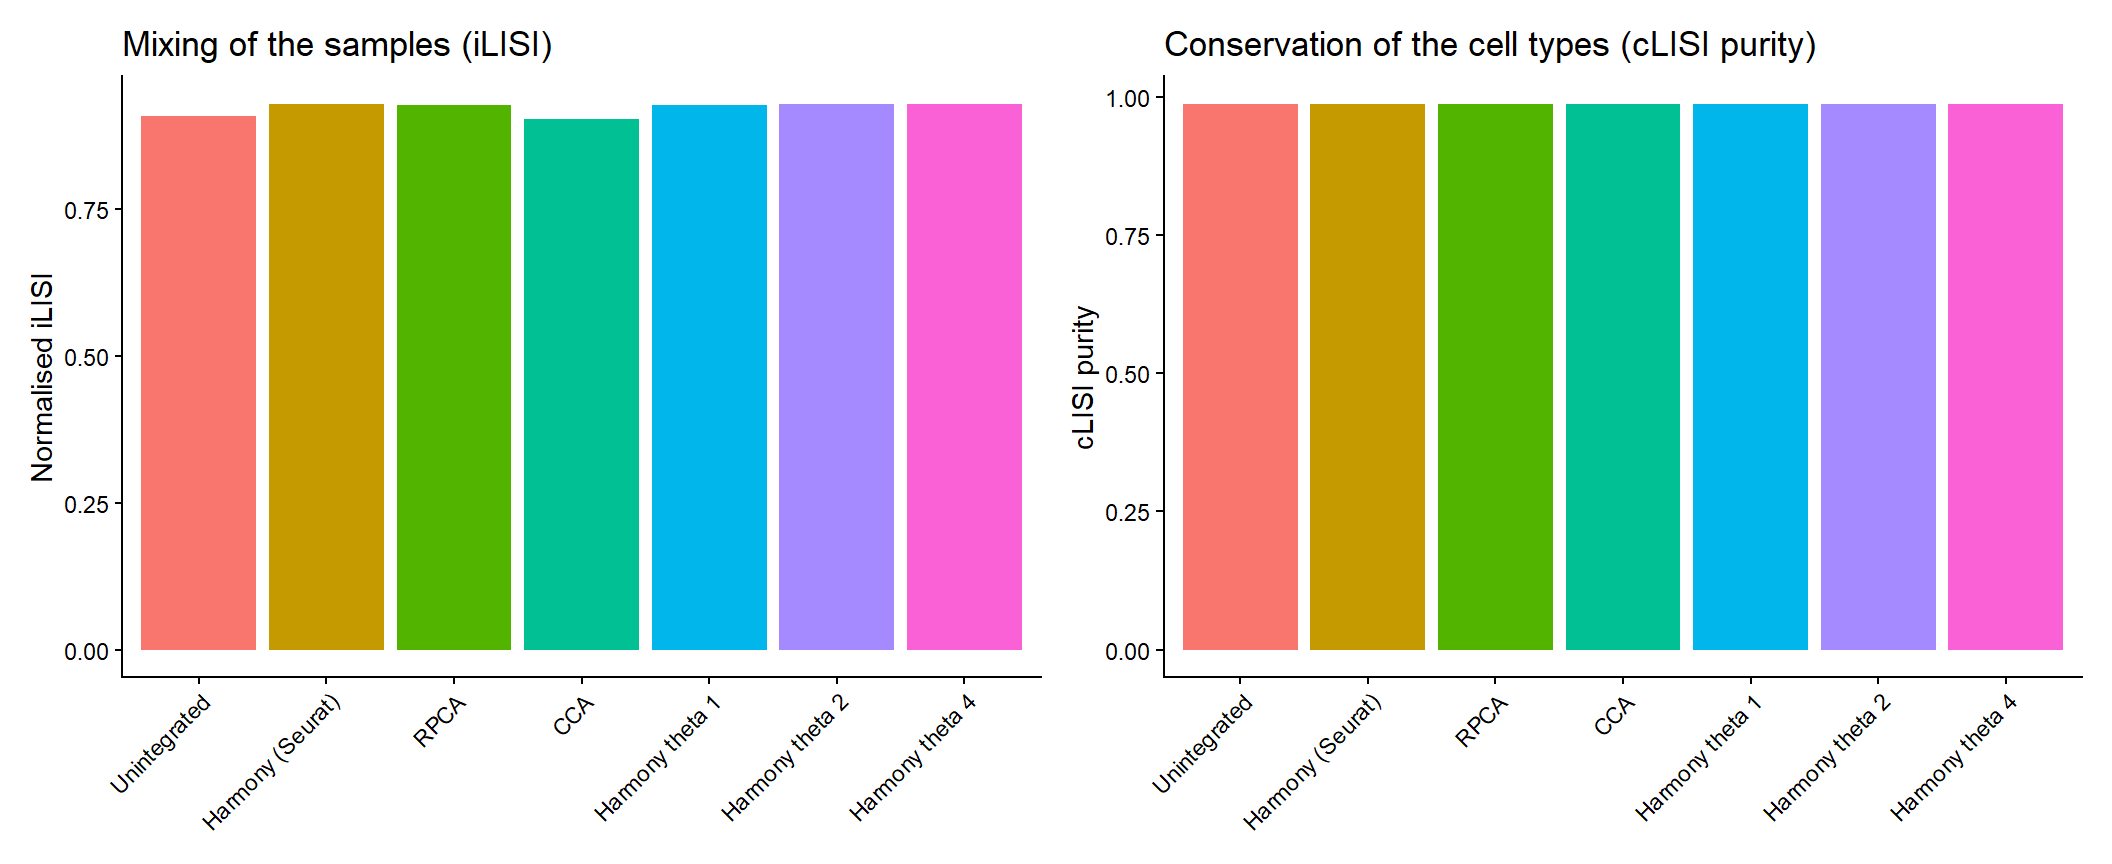 Mixing of the samples (iLISI)
Normalised iLISI
0.75
0.50
0.25
0.00
Unintegrated
Harmony (Seurat)
RPCA
CCA
Harmony theta 1
Harmony theta 2
Harmony theta 4
Conservation of the cell types (cLISI purity)
cLISI purity
1.00
0.75
0.50
0.25
0.00
Unintegrated
Harmony (Seurat)
RPCA
CCA
Harmony theta 1
Harmony theta 2
Harmony theta 4